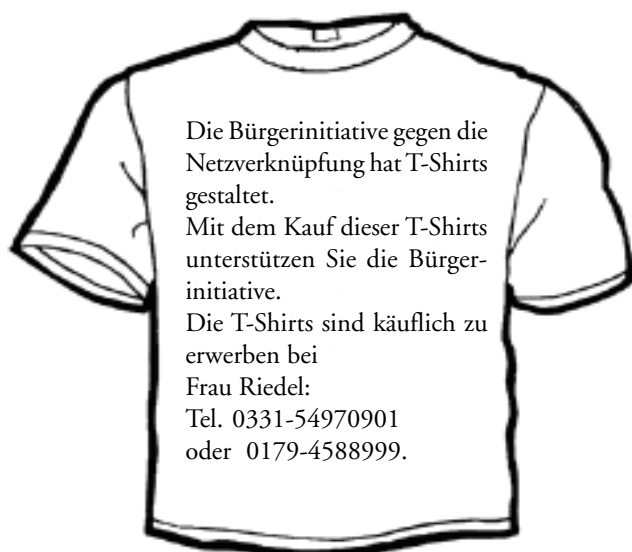 Die Bürgerinitiative gegen die
Netzverknüpfung hat T-Shirts
gestaltet.
Mit dem Kauf dieser T-Shirts
unterstützen Sie die Bürger-
initiative.
Die T-Shirts sind käuflich zu
erwerben bei
Frau Riedel:
Tel. 0331-54970901
oder 0179-4588999.